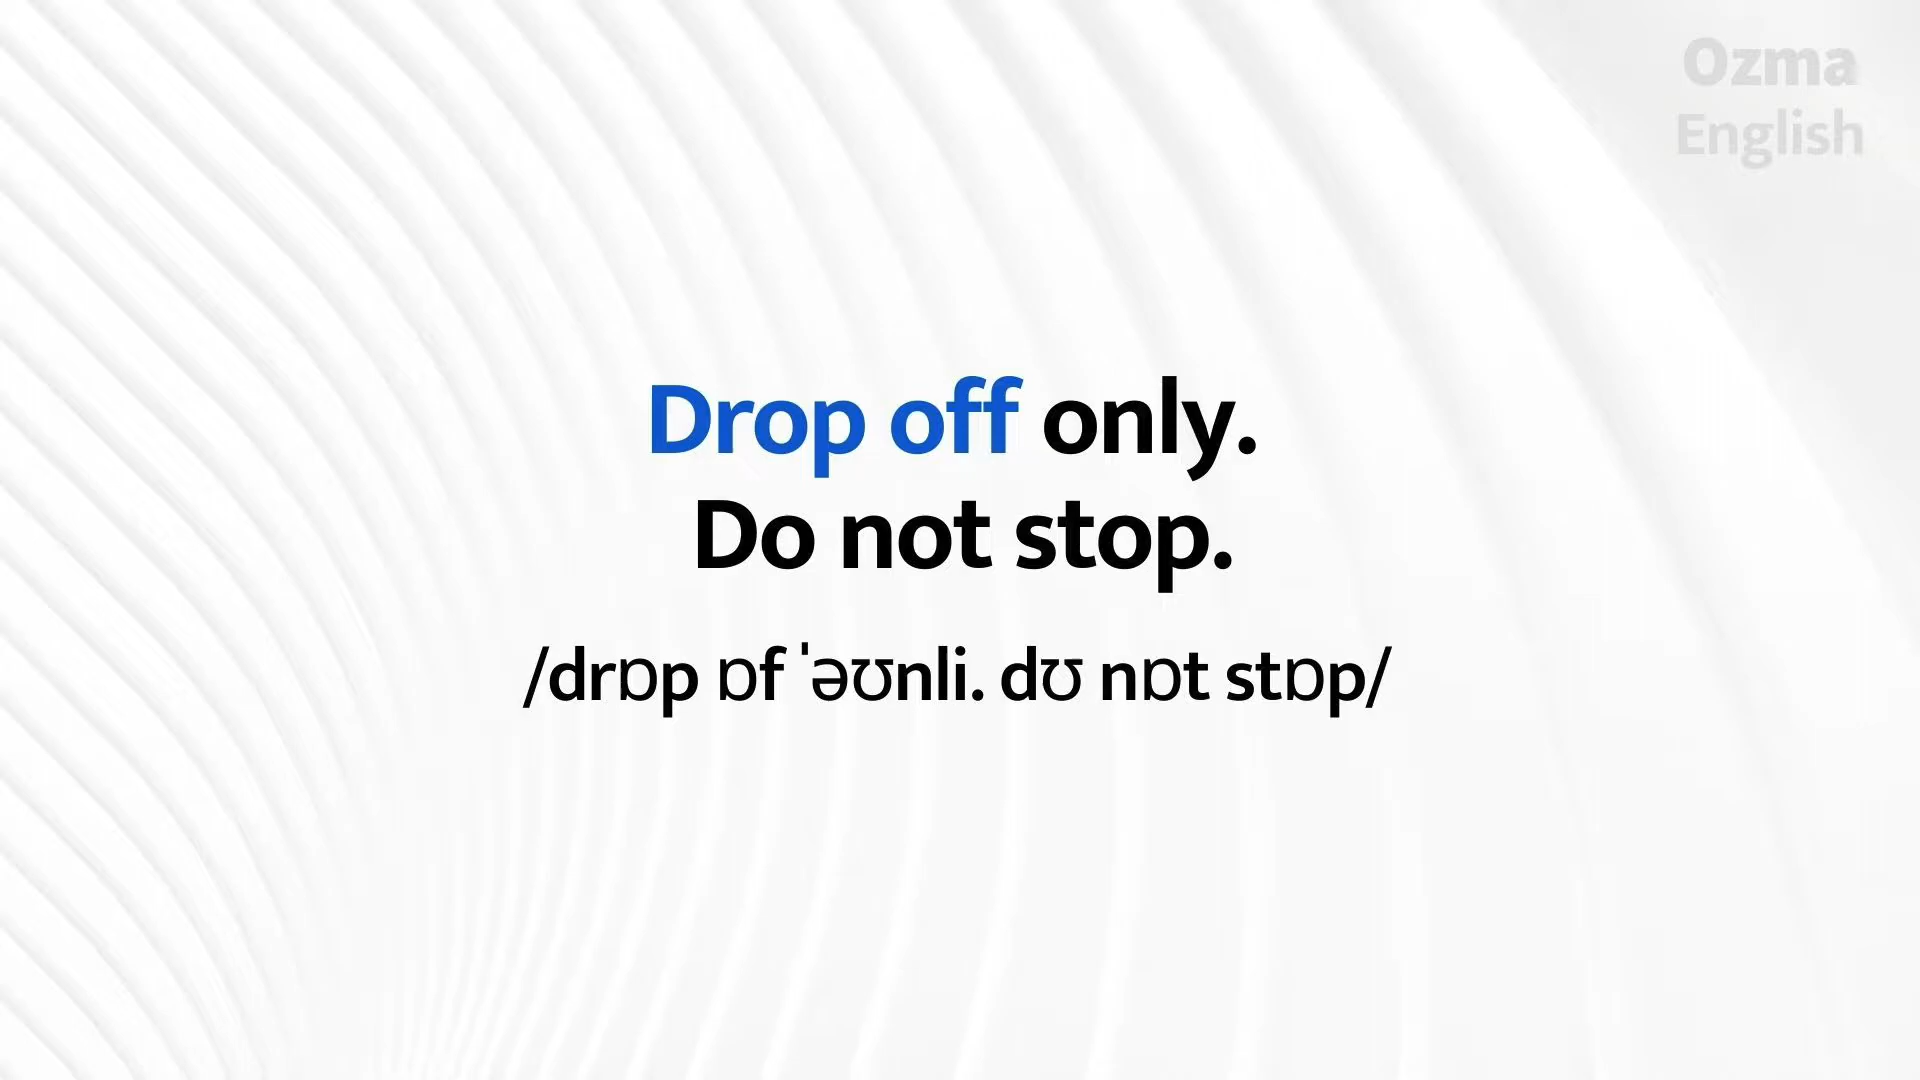 Ozma
English
Drop off only.
Do not stop.
/drɒp ɒf ˈəʊnli. dʊ nɒt stɒp/